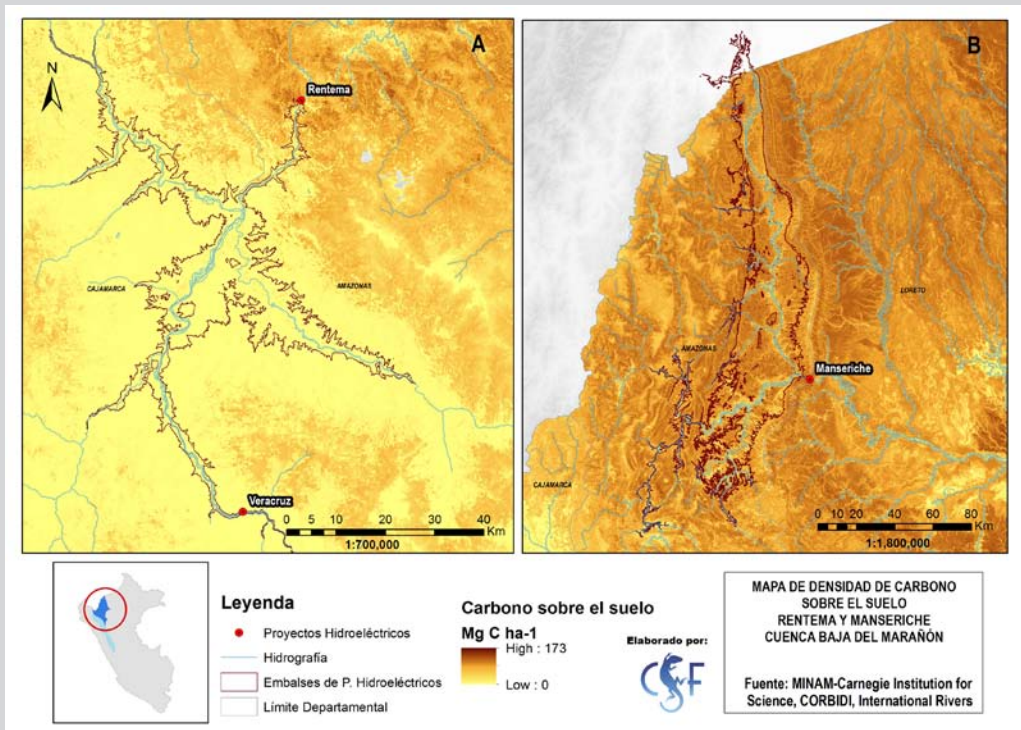 A
N
Rentema
CAJAMARCA
AMAZONAS
Veracruz
0 5 10 20 30 40
Km
1:700,000
B
LORETO
AMAZONAS
Manseriche
CAJAMARCA
0 10 20 40 60 80
Km
1:1,800,000
Leyenda
Proyectos Hidroeléctricos
Hidrografía
Embalses de P. Hidroeléctricos
Límite Departamental
Carbono sobre el suelo
Mg C ha-1
High : 173
Low : 0
Elaborado por:
CSF
MAPA DE DENSIDAD DE CARBONO
SOBRE EL SUELO
RENTEMA Y MANSERICHE
CUENCA BAJA DEL MARAÑÓN
Fuente: MINAM-Carnegie Institution for
Science, CORBIDI, International Rivers